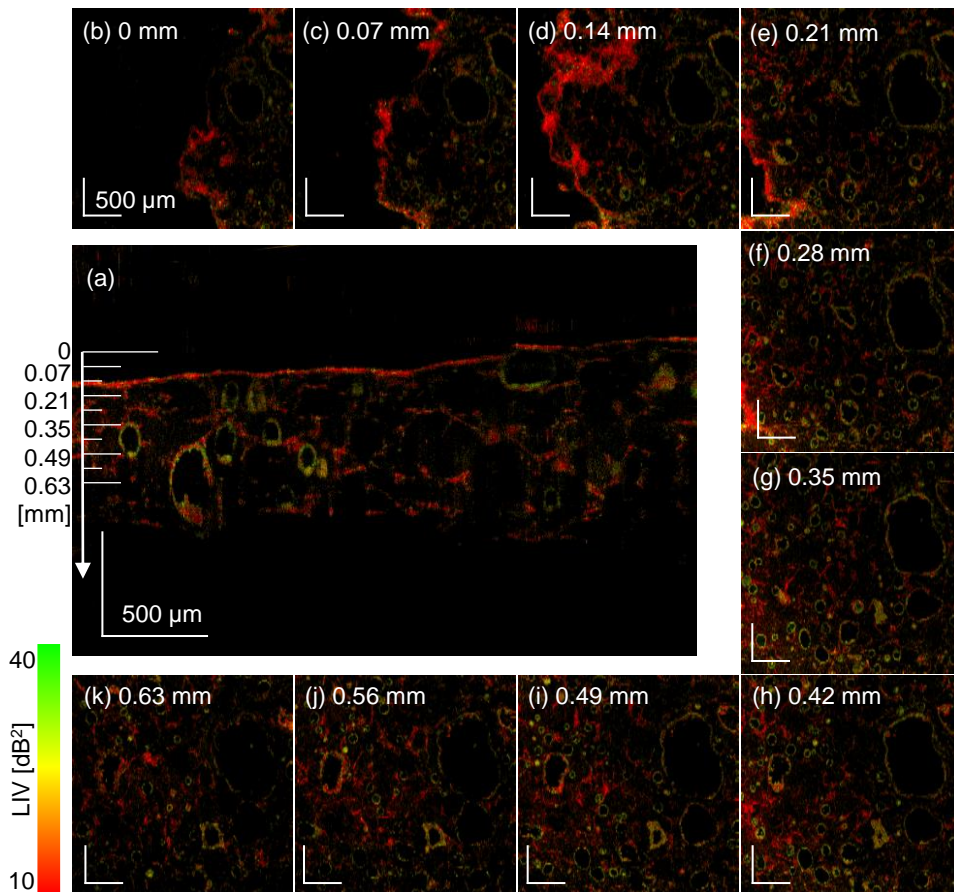 (b) 0 mm
(c) 0.07 mm
(d) 0.14 mm
(e) 0.21 mm
500 µm
(a)
(f) 0.28 mm
0
0.07
0.21
0.35
0.49
0.63
[mm]
500 µm
(g) 0.35 mm
40
LIV [dB²]
10
(k) 0.63 mm
(j) 0.56 mm
(i) 0.49 mm
(h) 0.42 mm